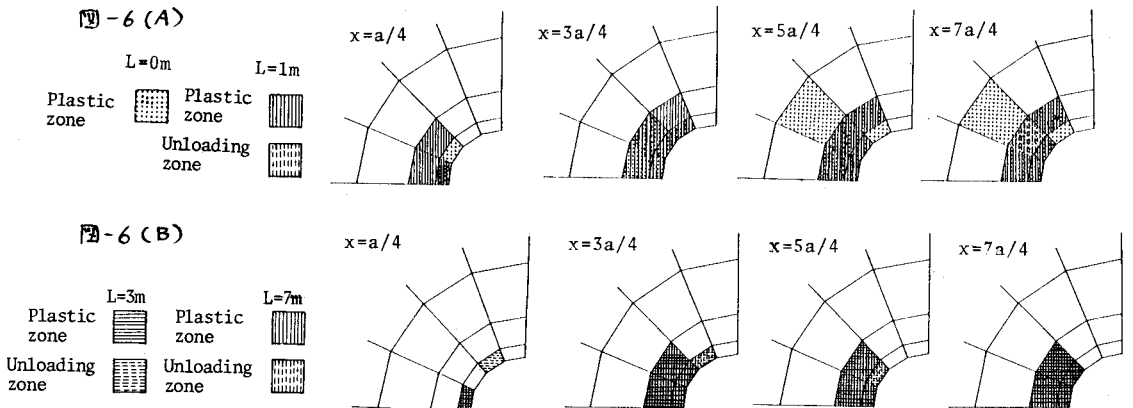 図-6 (A)
L=0m L=1m
Plastic zone
Plastic zone
Unloading zone
x=a/4 x=3a/4 x=5a/4 x=7a/4
図-6 (B)
L=3m L=7m
Plastic zone
Plastic zone
Unloading zone
Unloading zone
x=a/4 x=3a/4 x=5a/4 x=7a/4